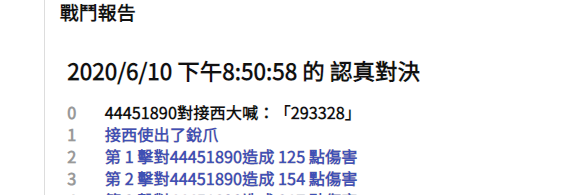 戰鬥報告
2020/6/10 下午8:50:58 的 認真對決
0 44451890對接西大喊：「293328」
1 接西使出了銳爪
2 第 1 擊對44451890造成 125 點傷害
3 第 2 擊對44451890造成 154 點傷害